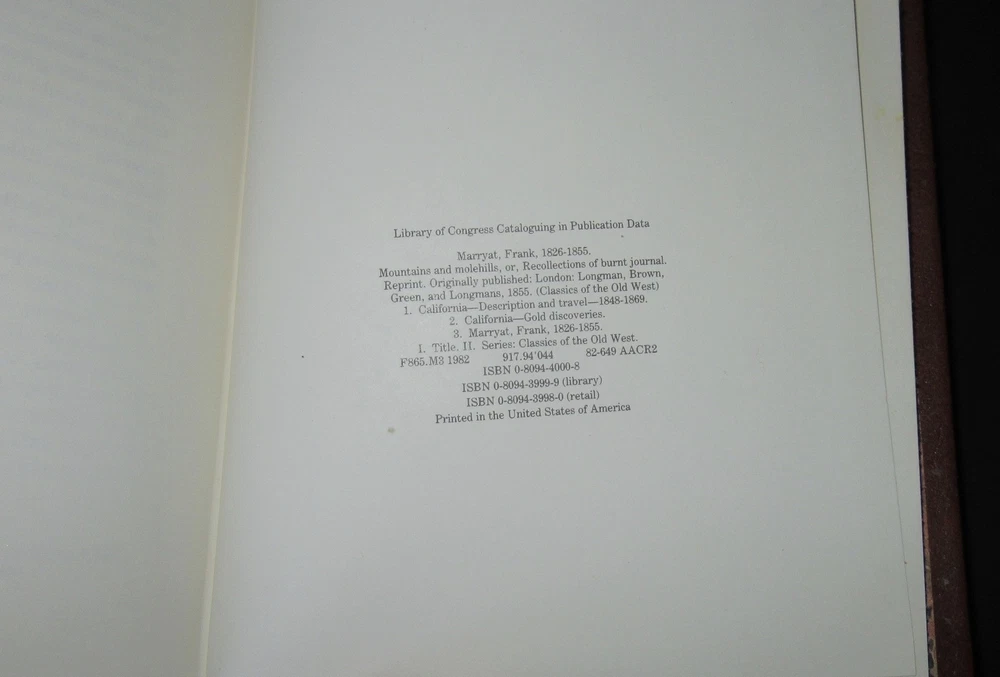 Library of Congress Cataloguing in Publication Data
Marryat, Frank, 1826-1855.
Mountains and molehills, or, Recollections of burnt journal.
Reprint. Originally published: London: Longman, Brown,
Green, and Longmans, 1855. (Classics of the Old West)
1. California—Description and travel—1848-1869.
2. California—Gold discoveries.
3. Marryat, Frank, 1826-1855.
I. Title. II. Series: Classics of the Old West.
F865.M3 1982 917.94'044 82-649 AACR2
ISBN 0-8094-4000-8
ISBN 0-8094-3999-9 (library)
ISBN 0-8094-3998-0 (retail)
Printed in the United States of America